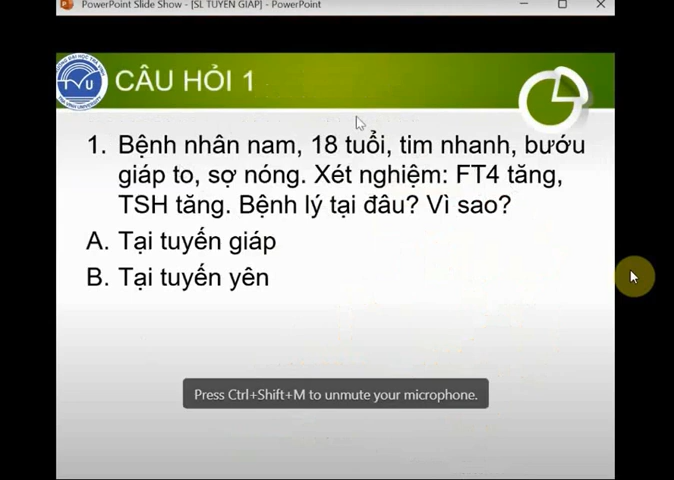 PowerPoint Slide Show - [SL TUYEN GIAP] - PowerPoint
TVU
CÂU HỎI 1
1. Bệnh nhân nam, 18 tuổi, tim nhanh, bướu
giáp to, sợ nóng. Xét nghiệm: FT4 tăng,
TSH tăng. Bệnh lý tại đâu? Vì sao?
A. Tại tuyến giáp
B. Tại tuyến yên
Press Ctrl+Shift+M to unmute your microphone.